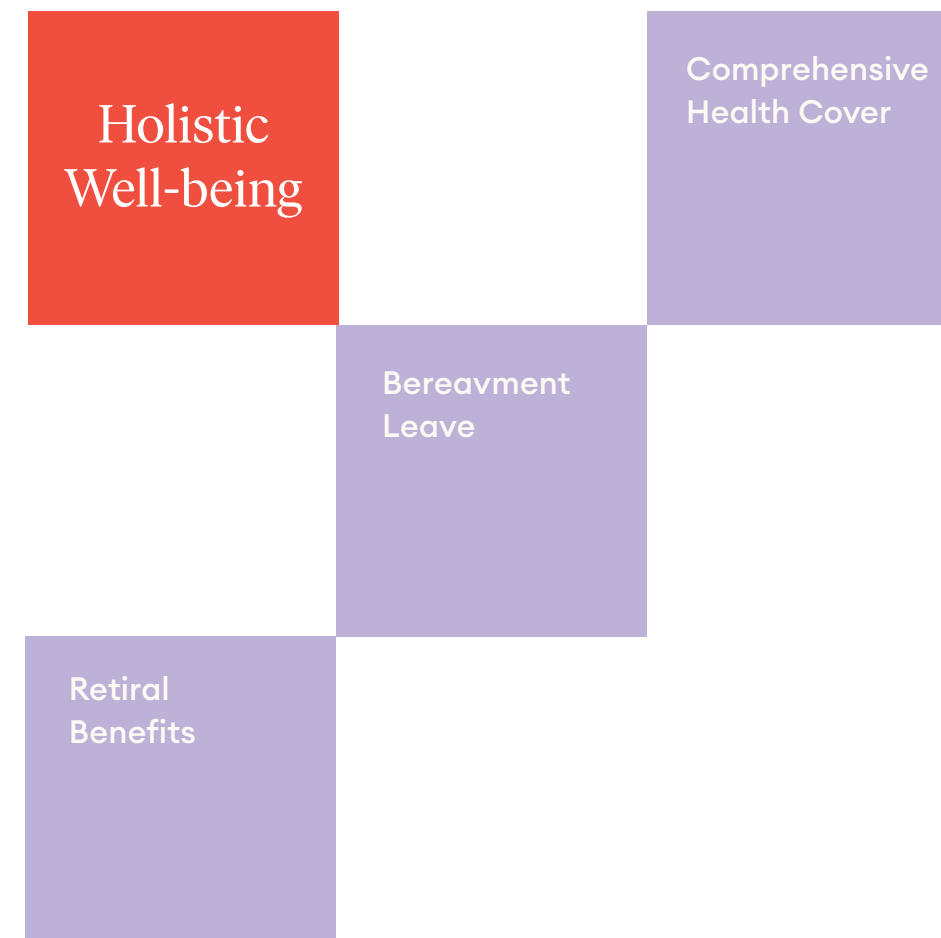 Holistic
Well-being
Comprehensive
Health Cover
Bereavment
Leave
Retiral
Benefits